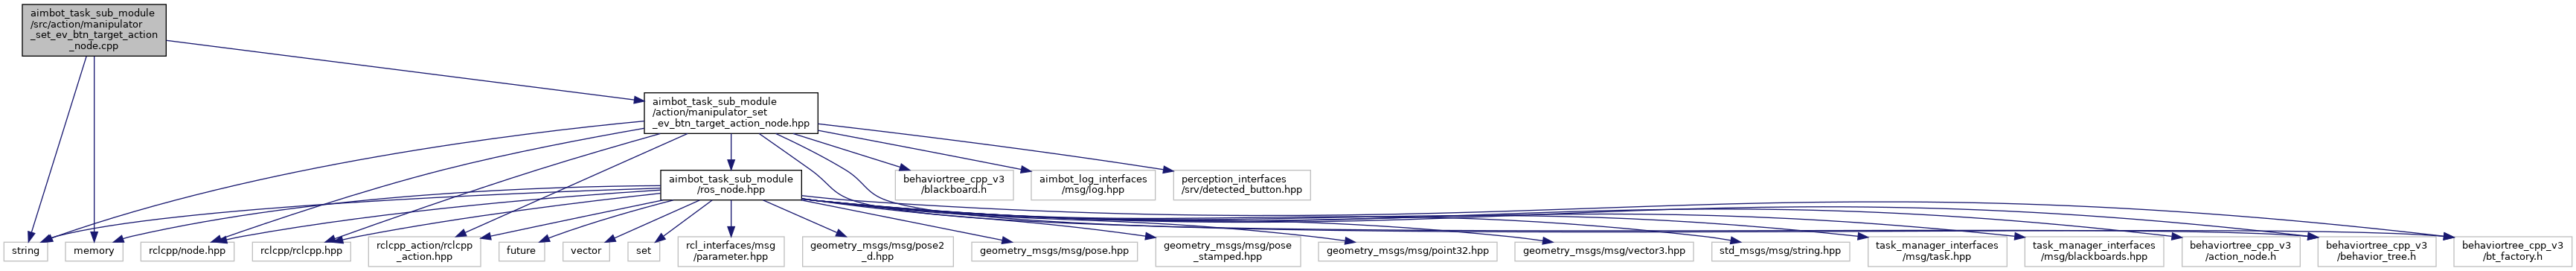 aimbot_task_sub_module
/src/action/manipulator
_set_ev_btn_target_action
_node.cpp
aimbot_task_sub_module
/action/manipulator_set
_ev_btn_target_action_node.hpp
aimbot_task_sub_module
/ros_node.hpp
behaviortree_cpp_v3
/blackboard.h
aimbot_log_interfaces
/msg/log.hpp
perception_interfaces
/srv/detected_button.hpp
string
memory
rclcpp/node.hpp
rclcpp/rclcpp.hpp
rclcpp_action/rclcpp
_action.hpp
future
vector
set
rcl_interfaces/msg
/parameter.hpp
geometry_msgs/msg/pose2
_d.hpp
geometry_msgs/msg/pose.hpp
geometry_msgs/msg/pose
_stamped.hpp
geometry_msgs/msg/point32.hpp
geometry_msgs/msg/vector3.hpp
std_msgs/msg/string.hpp
task_manager_interfaces
/msg/task.hpp
task_manager_interfaces
/msg/blackboards.hpp
behaviortree_cpp_v3
/action_node.h
behaviortree_cpp_v3
/behavior_tree.h
behaviortree_cpp_v3
/bt_factory.h